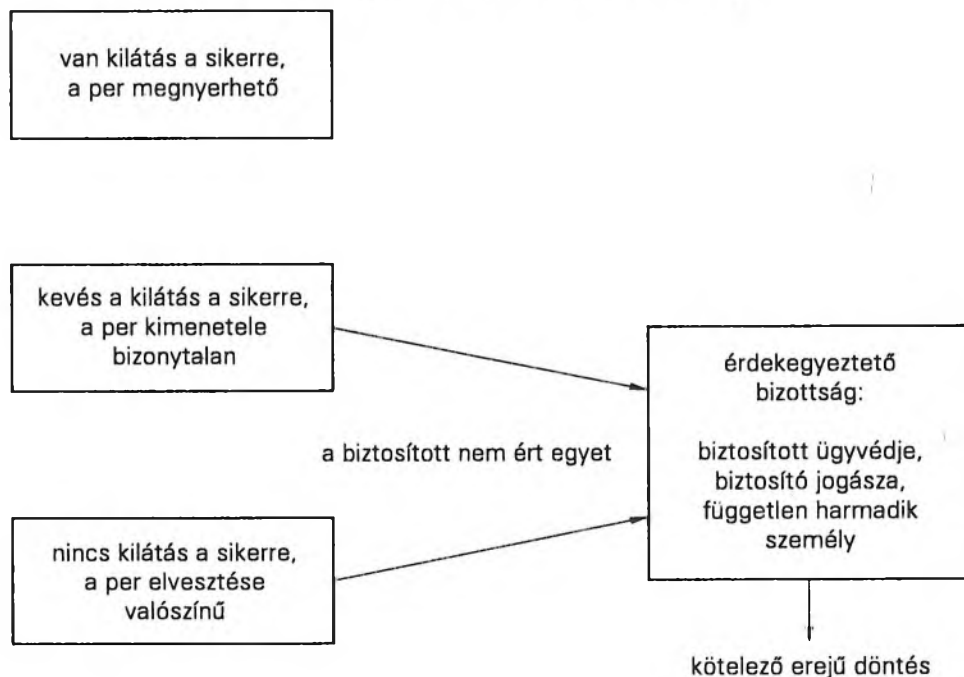 van kilátás a sikerre,
a per megnyerhető
kevés a kilátás a sikerre,
a per kimenetele
bizonytalan
a biztosított nem ért egyet
nincs kilátás a sikerre,
a per elvesztése
valószínű
érdekegyeztető
bizottság:
biztosított ügyvédje,
biztosító jogásza,
független harmadik
személy
kötelező erejű döntés